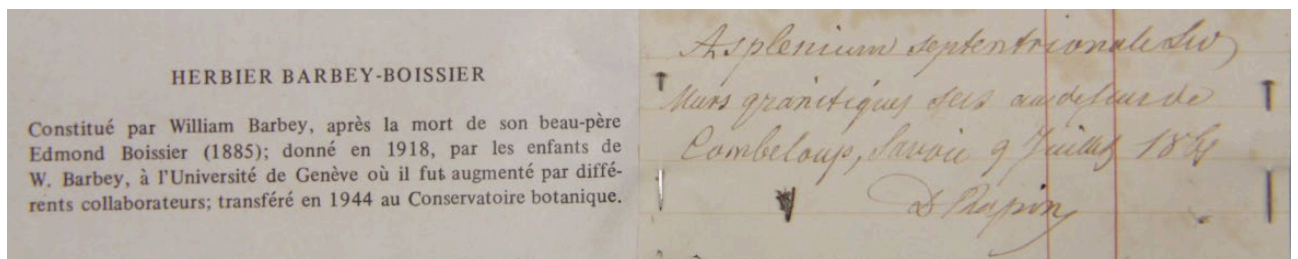 HERBIER BARBEY-BOISSIER
Constitué par William Barbey, après la mort de son beau-père
Edmond Boissier (1885); donné en 1918, par les enfants de
W. Barbey, à l'Université de Genève où il fut augmenté par diffé-
rents collaborateurs; transféré en 1944 au Conservatoire botanique.
Asplenium septentrionale
Murs granitiques secs au dessus de
Combeloup, Savoie 9 Juillet
D Rapin